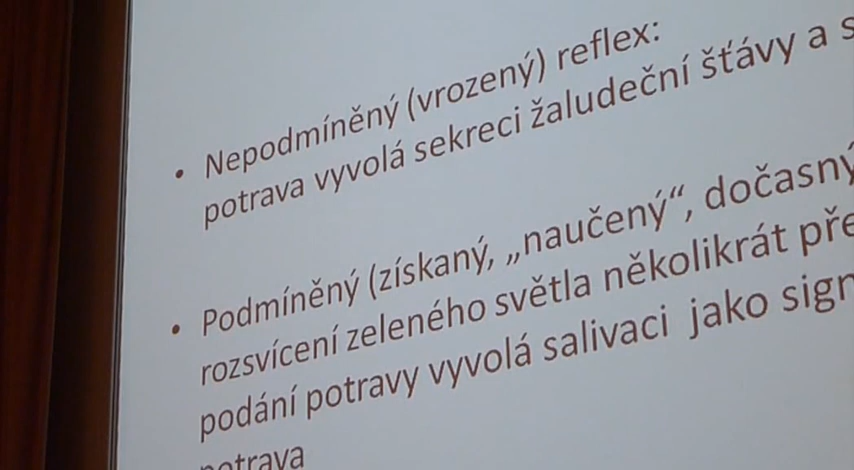 • Nepodmíněný (vrozený) reflex:
potrava vyvolá sekreci žaludeční šťávy a s
• Podmíněný (získaný, „naučený“, dočasný
rozsvícení zeleného světla několikrát pře
podání potravy vyvolá salivaci jako sign
potrava